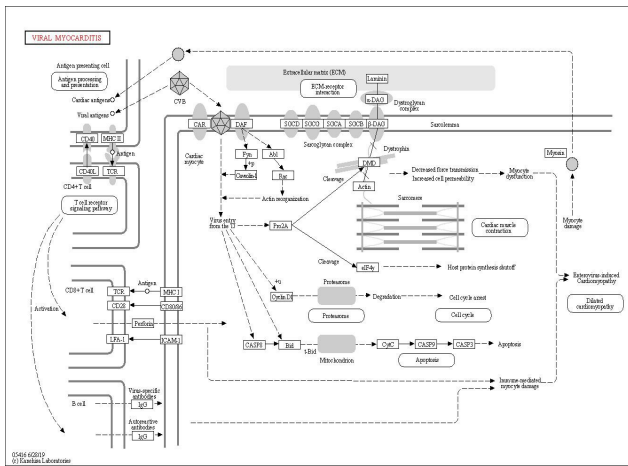 VIRAL MYOCARDITIS
Antigen presenting cell
Antigen processing
and presentation
Cardiac antigens
Viral antigens
CVB
Extracellular matrix (ECM)
ECM-receptor
interaction
Laminin
α-DAG
Dystroglycan
complex
CD40
MHC II
Antigen
CD40L
TCR
CD4+ T cell
T cell receptor
signaling pathway
CAR
DAF
SGCD
SGCG
SGCA
SGCB
β-DAG
Sarcolemma
Sarcoglycan complex
Cardiac
myocyte
Fyn
Abl
+p
Caveolin-1
Rac
Actin reorganization
Dystrophin
DMD
Cleavage
Actin
Decreased force transmission
Increased cell permeability
Myocyte
dysfunction
Myosin
Myocyte
damage
Sarcomere
Cardiac muscle
contraction
Virus entry
from the TJ
Pro2A
Cleavage
eIF4γ
Host protein synthesis shutoff
Enterovirus-induced
Cardiomyopathy
Dilated
cardiomyopathy
CD8+T cell
TCR
Antigen
MHC I
CD28
CD80/86
Activation
Perforin
LFA-1
ICAM-1
+u
Cyclin D1
Proteasome
Degradation
Cell cycle arrest
Proteasome
Cell cycle
CASP8
Bid
t-Bid
Mitochondrion
CytC
CASP9
CASP3
Apoptosis
Apoptosis
Immune-mediated
myocyte damage
B cell
Virus-specific
antibodies
IgG
Autoreactive
antibodies
IgG
05416 6/28/19
(c) Kanehisa Laboratories